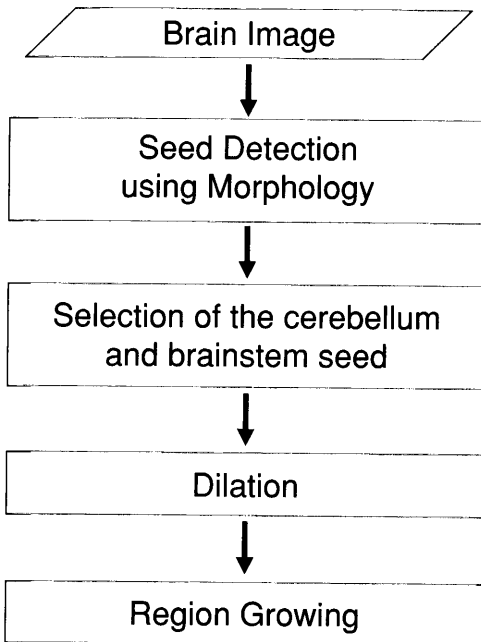 Brain Image
Seed Detection
using Morphology
Selection of the cerebellum
and brainstem seed
Dilation
Region Growing